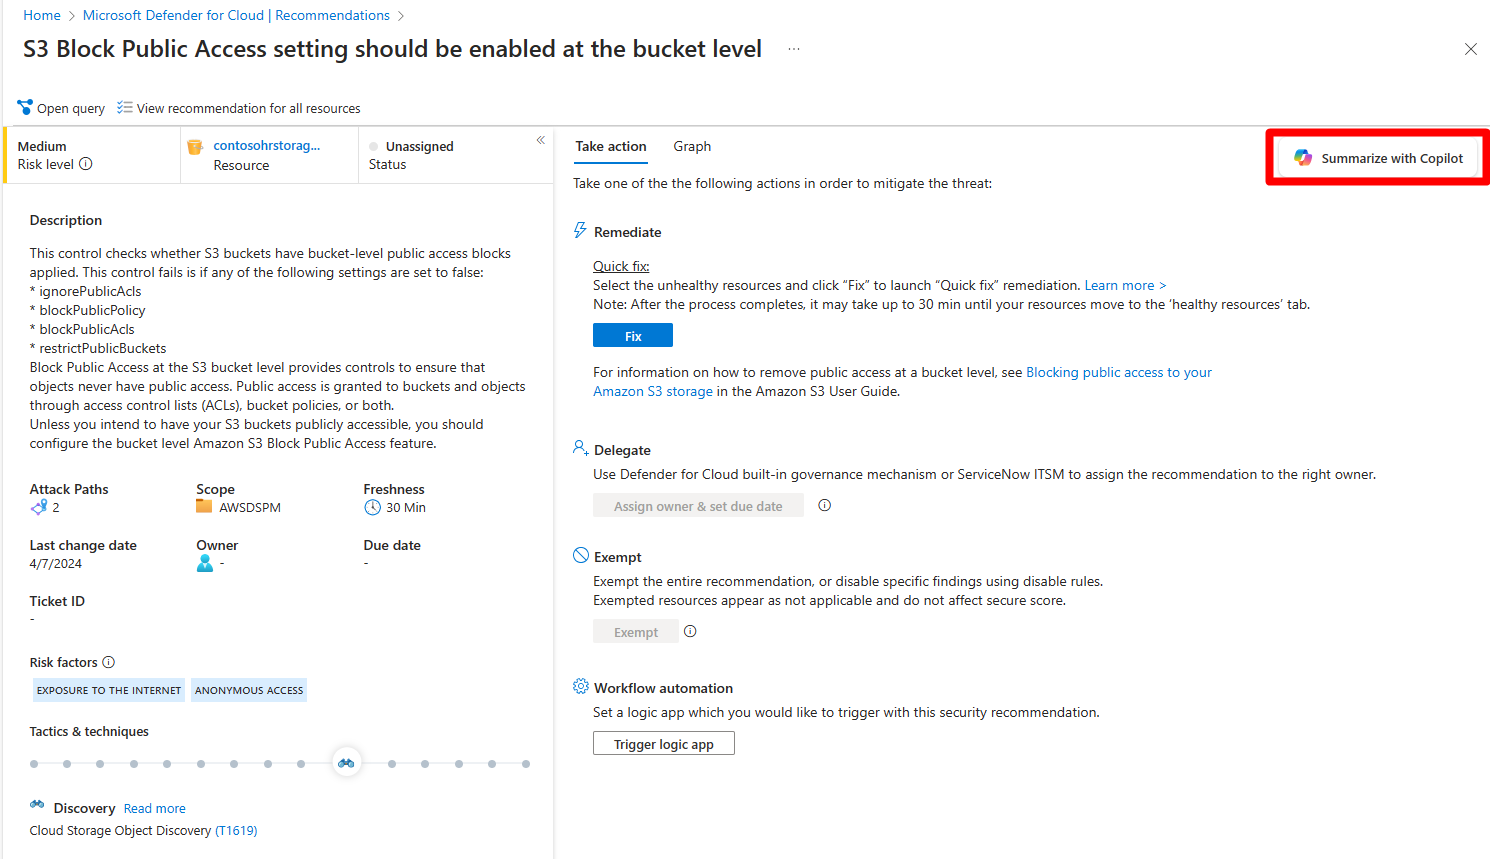 Home > Microsoft Defender for Cloud | Recommendations >
S3 Block Public Access setting should be enabled at the bucket level ...
Open query View recommendation for all resources
Medium
Risk level
contosohrstorag...
Resource
Unassigned
Status
«
Description
This control checks whether S3 buckets have bucket-level public access blocks
applied. This control fails is if any of the following settings are set to false:
* ignorePublicAcls
* blockPublicPolicy
* blockPublicAcls
* restrictPublicBuckets
Block Public Access at the S3 bucket level provides controls to ensure that
objects never have public access. Public access is granted to buckets and objects
through access control lists (ACLs), bucket policies, or both.
Unless you intend to have your S3 buckets publicly accessible, you should
configure the bucket level Amazon S3 Block Public Access feature.
Attack Paths
2
Scope
AWSDSPM
Freshness
30 Min
Last change date
4/7/2024
Owner
-
Due date
-
Ticket ID
-
Risk factors
EXPOSURE TO THE INTERNET ANONYMOUS ACCESS
Tactics & techniques
Discovery Read more
Cloud Storage Object Discovery (T1619)
Take action Graph
Summarize with Copilot
Take one of the the following actions in order to mitigate the threat:
Remediate
Quick fix:
Select the unhealthy resources and click “Fix” to launch “Quick fix” remediation. Learn more >
Note: After the process completes, it may take up to 30 min until your resources move to the ‘healthy resources’ tab.
Fix
For information on how to remove public access at a bucket level, see Blocking public access to your
Amazon S3 storage in the Amazon S3 User Guide.
Delegate
Use Defender for Cloud built-in governance mechanism or ServiceNow ITSM to assign the recommendation to the right owner.
Assign owner & set due date
Exempt
Exempt the entire recommendation, or disable specific findings using disable rules.
Exempted resources appear as not applicable and do not affect secure score.
Exempt
Workflow automation
Set a logic app which you would like to trigger with this security recommendation.
Trigger logic app